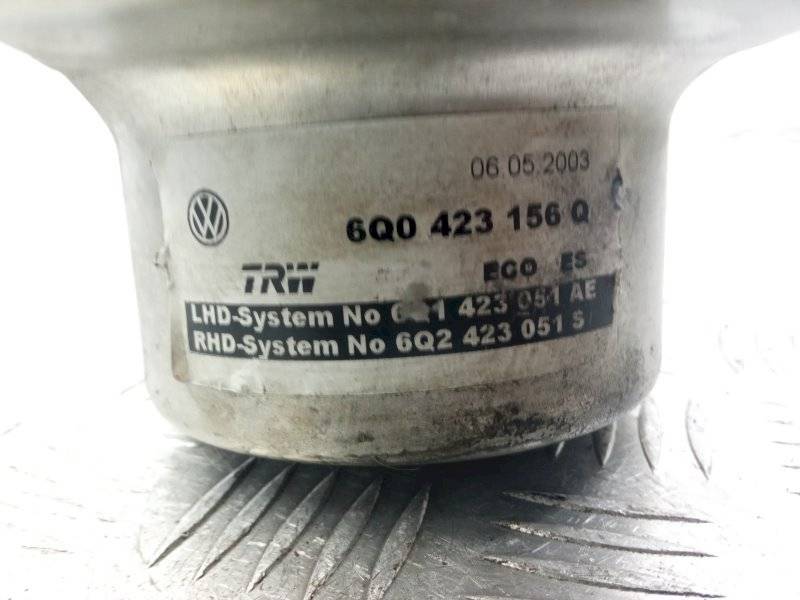 06.05.2003
VW
6Q0 423 156 Q
TRW ECO ES
LHD-System No 423 051 AE
RHD-System No 6Q2 423 051 S